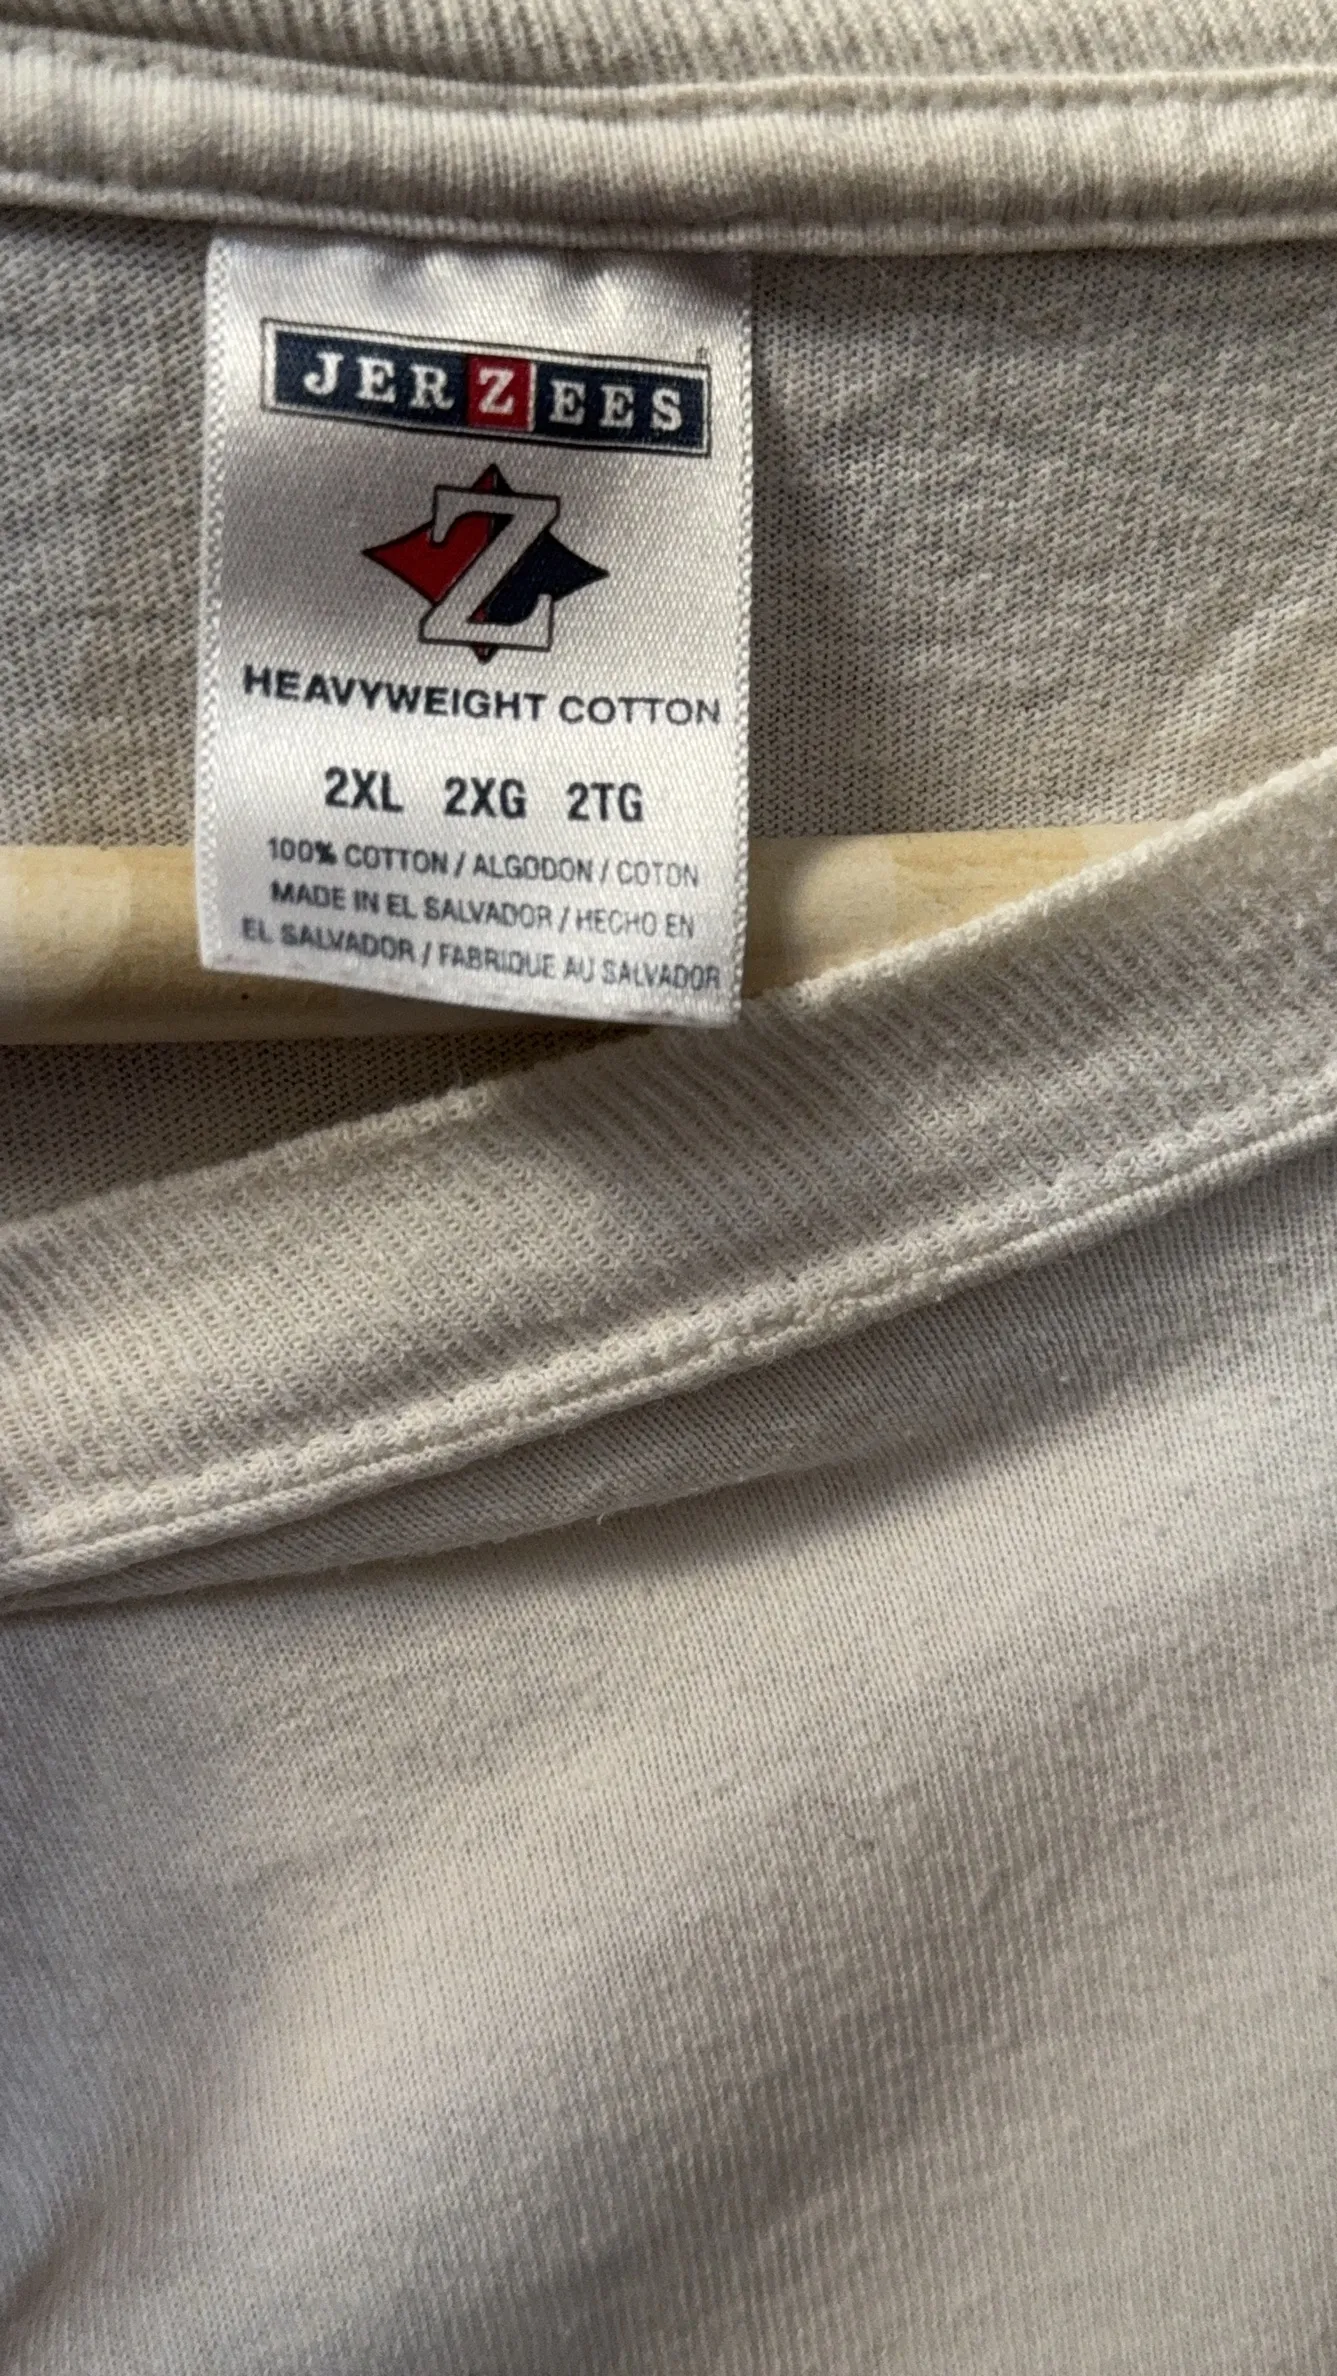 JERZEES
Z
HEAVYWEIGHT COTTON
2XL 2XG 2TG
100% COTTON / ALGODON / COTON
MADE IN EL SALVADOR / HECHO EN
EL SALVADOR / FABRIQUE AU SALVADOR